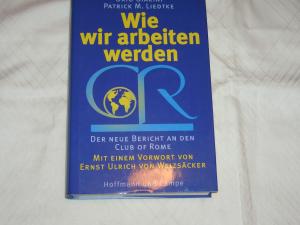 PATRICK M. LIEDTKE
Wie
wir arbeiten
werden
DER NEUE BERICHT AN DEN
CLUB OF ROME
MIT EINEM VORWORT VON
ERNST ULRICH VON WEIZSÄCKER
Hoffmann und Campe